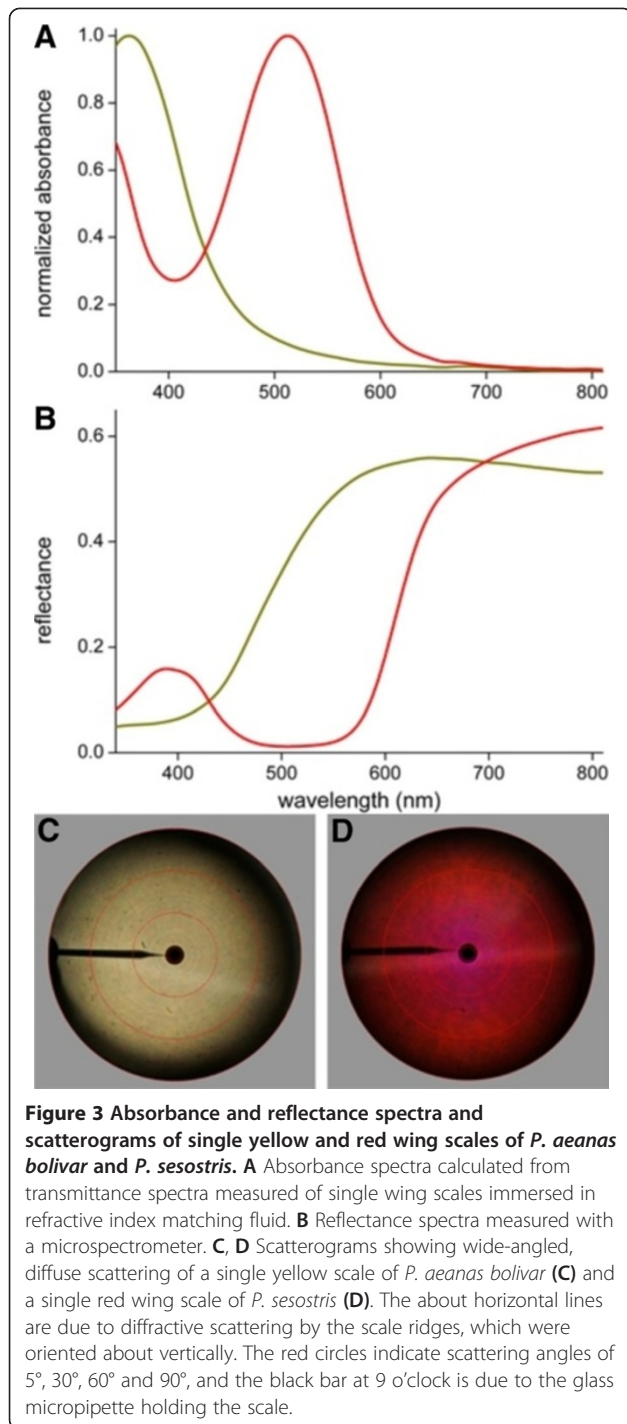 A
1.0
0.8
0.6
0.4
0.2
0.0
normalized absorbance
400 500 600 700 800
B
0.6
0.4
0.2
0.0
reflectance
400 500 600 700 800
wavelength (nm)
C D
Figure 3 Absorbance and reflectance spectra and
scatterograms of single yellow and red wing scales of P. aeanas
bolivar and P. sesostris. A Absorbance spectra calculated from
transmittance spectra measured of single wing scales immersed in
refractive index matching fluid. B Reflectance spectra measured with
a microspectrometer. C, D Scatterograms showing wide-angled,
diffuse scattering of a single yellow scale of P. aeanas bolivar (C) and
a single red wing scale of P. sesostris (D). The about horizontal lines
are due to diffractive scattering by the scale ridges, which were
oriented about vertically. The red circles indicate scattering angles of
5°, 30°, 60° and 90°, and the black bar at 9 o'clock is due to the glass
micropipette holding the scale.